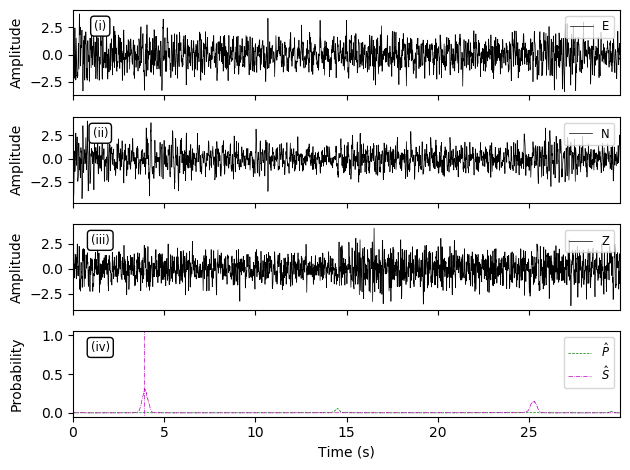 (i)
E
Amplitude
2.5
0.0
−2.5
(ii)
N
Amplitude
2.5
0.0
−2.5
(iii)
Z
Amplitude
2.5
0.0
−2.5
(iv)
P̂
Ŝ
Probability
1.0
0.5
0.0
0 5 10 15 20 25
Time (s)